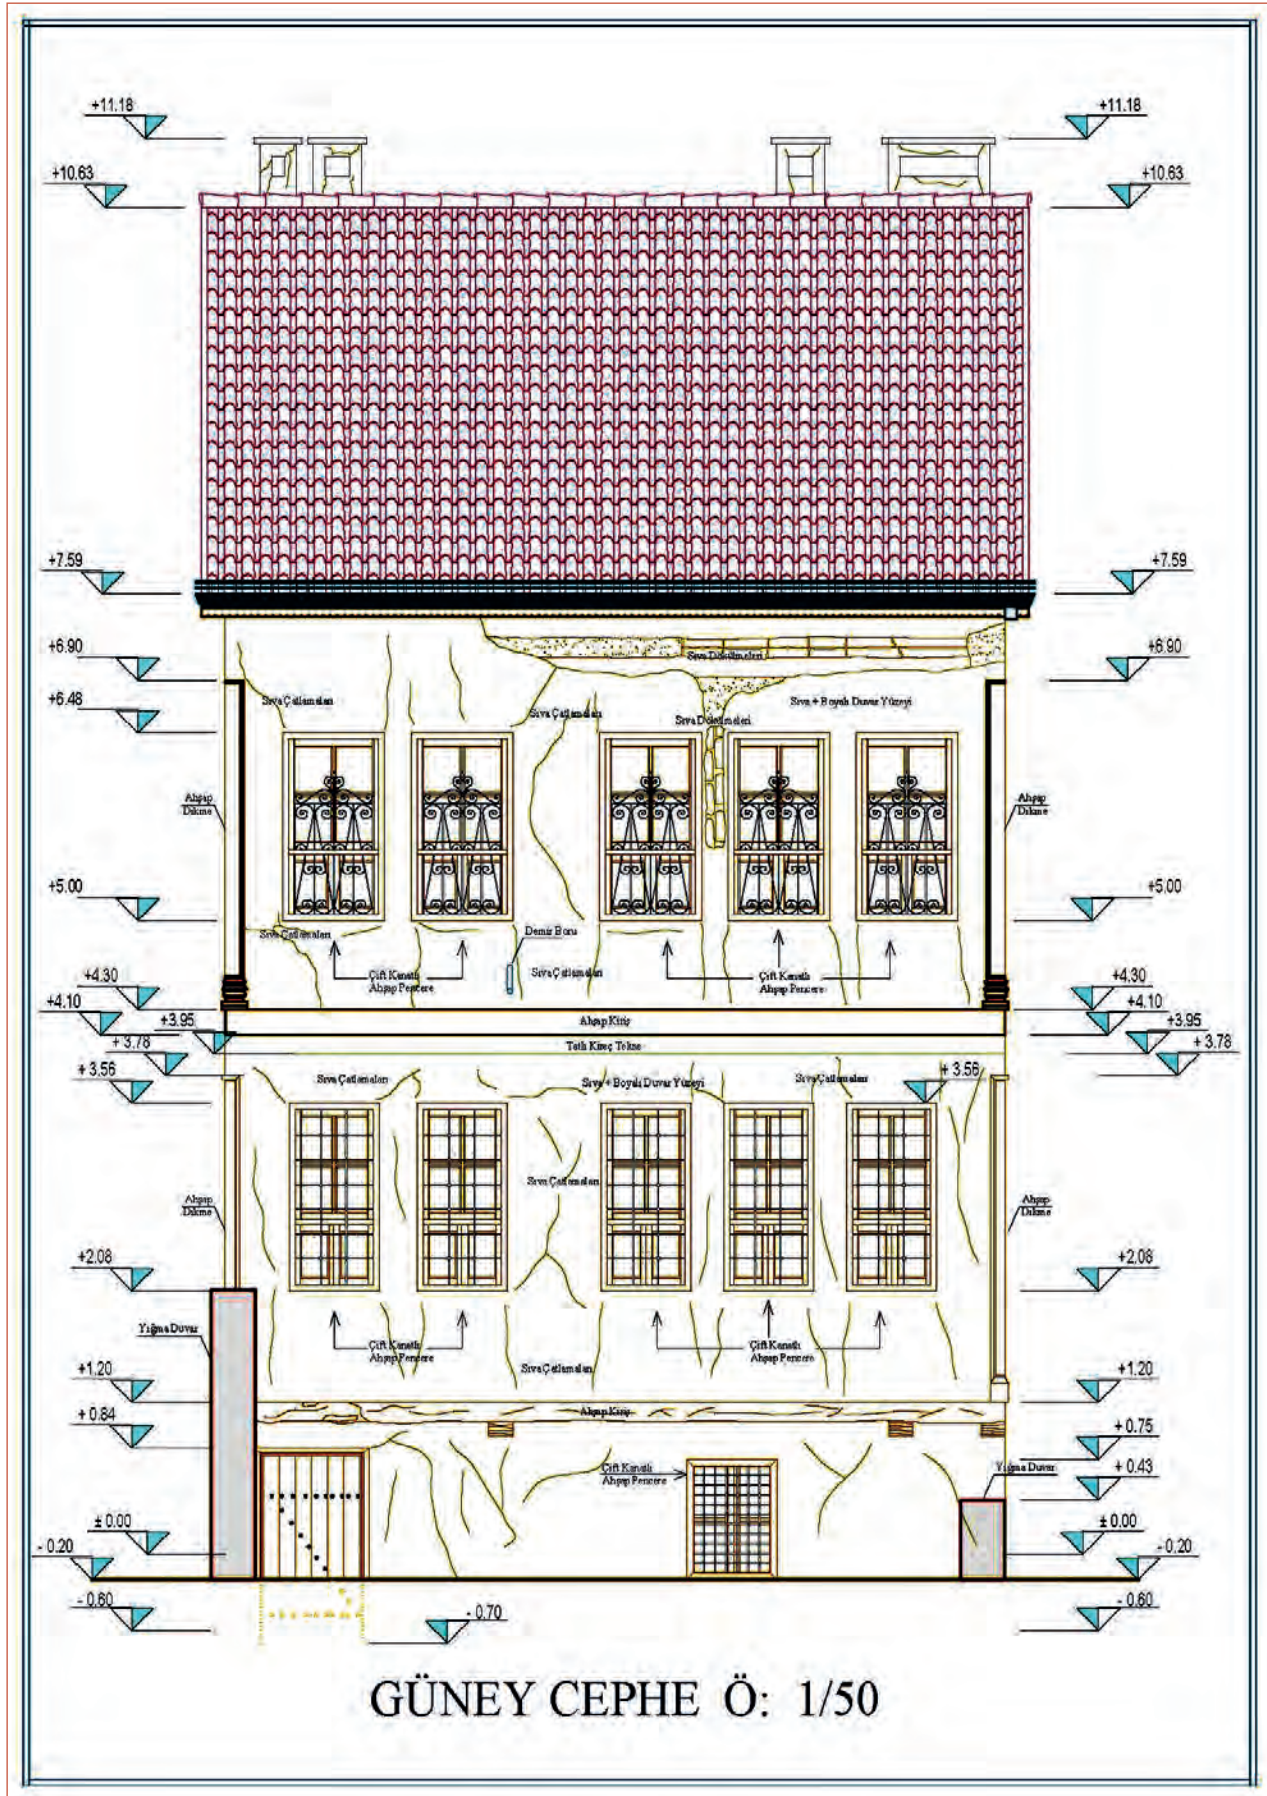 +11.18 +11.18
+10.63 +10.63
+7.59 +7.59
+6.90 +6.90
Sıva Dökülmeleri
+6.48 Sıva Çatlamaları Sıva + Boyalı Duvar Yüzeyi
Sıva Çatlamaları Sıva Dökülmeleri
Ahşap Ahşap
Dikme Dikme
+5.00 +5.00
Sıva Çatlamaları Demir Boru
Çift Kanatlı Sıva Çatlamaları Çift Kanatlı
Ahşap Pencere Ahşap Pencere
+4.30 +4.30
+4.10 +4.10
+3.95 Ahşap Kiriş +3.95
+ 3.78 Tatlı Kireç Tekne + 3.78
+ 3.56 Sıva Çatlamaları Sıva + Boyalı Duvar Yüzeyi Sıva Çatlamaları + 3.56
Sıva Çatlamaları
Ahşap Ahşap
Dikme Dikme
+2.08 +2.08
Yığma Duvar
Çift Kanatlı Çift Kanatlı
Ahşap Pencere Ahşap Pencere
+1.20 Sıva Çatlamaları +1.20
+ 0.84 Ahşap Kiriş + 0.75
Çift Kanatlı Yığma Duvar
Ahşap Pencere + 0.43
± 0.00 ± 0.00
- 0.20 - 0.20
- 0.60 - 0.70 - 0.60
GÜNEY CEPHE Ö: 1/50